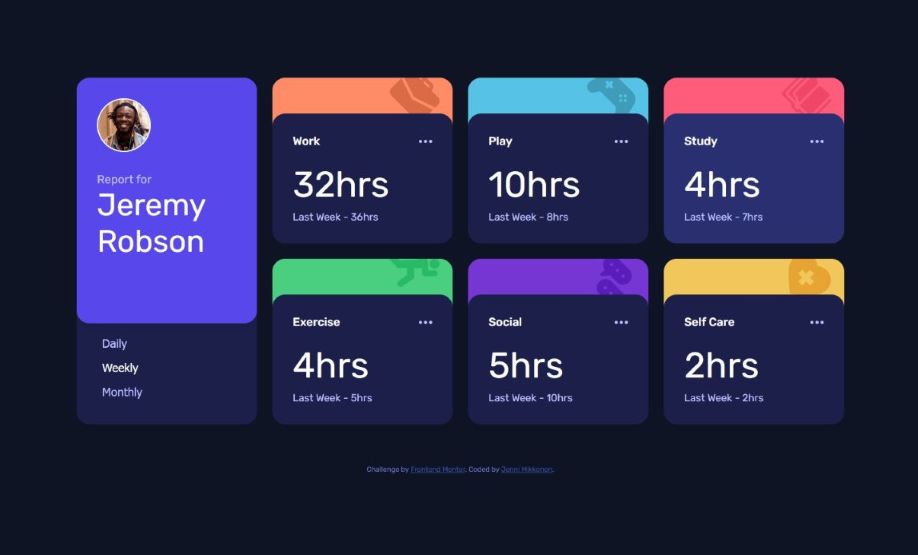 Report for
Jeremy
Robson
Daily
Weekly
Monthly
Work
32hrs
Last Week - 36hrs
Play
10hrs
Last Week - 8hrs
Study
4hrs
Last Week - 7hrs
Exercise
4hrs
Last Week - 5hrs
Social
5hrs
Last Week - 10hrs
Self Care
2hrs
Last Week - 2hrs
Challenge by Frontend Mentor. Coded by Jenni Mikkonen.